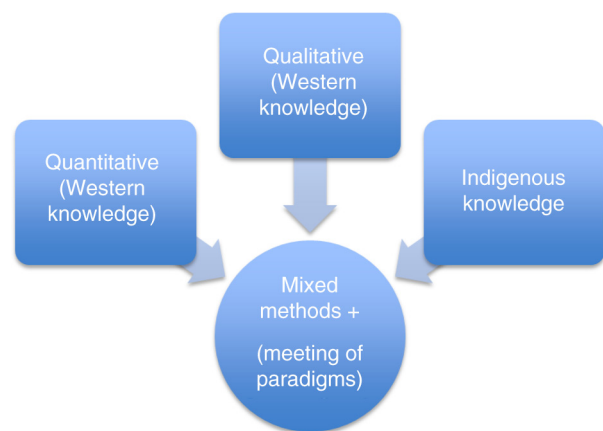 Qualitative
(Western
knowledge)
Quantitative
(Western
knowledge)
Indigenous
knowledge
Mixed
methods +
(meeting of
paradigms)